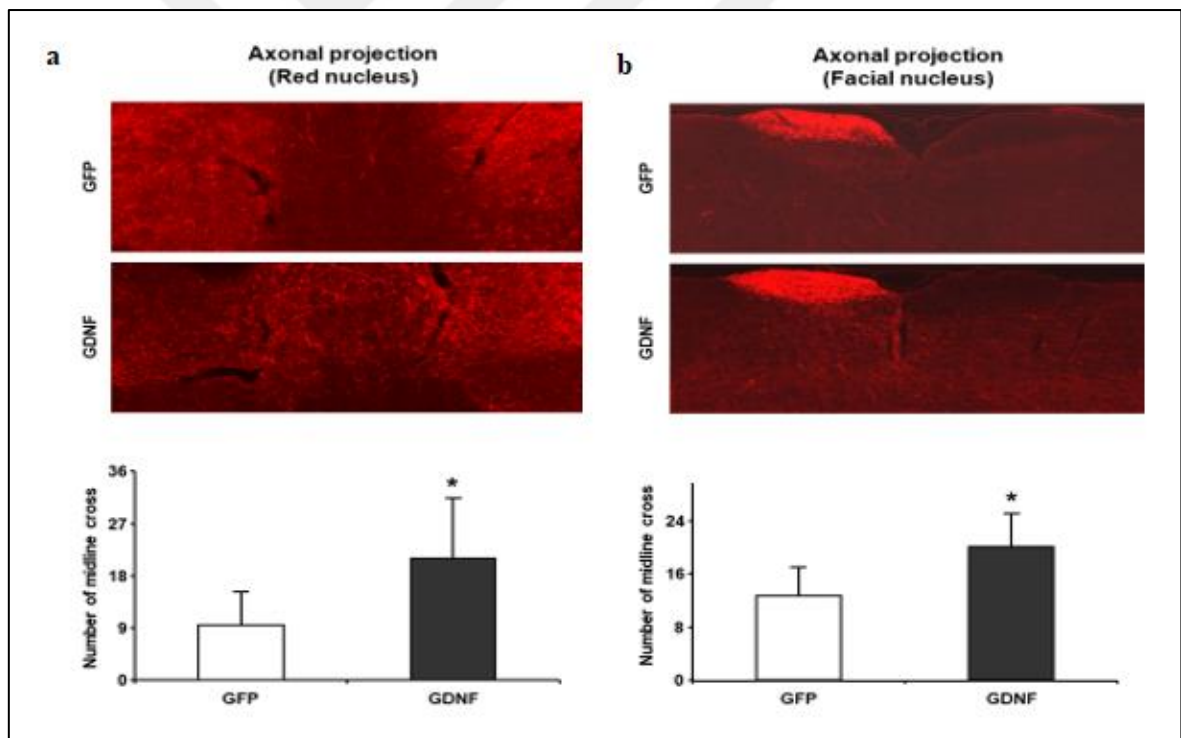 a
Axonal projection
(Red nucleus)
GFP
GDNF
Number of midline cross
36
27
18
9
0
*
GFP
GDNF
b
Axonal projection
(Facial nucleus)
GFP
GDNF
Number of midline cross
24
16
8
0
*
GFP
GDNF